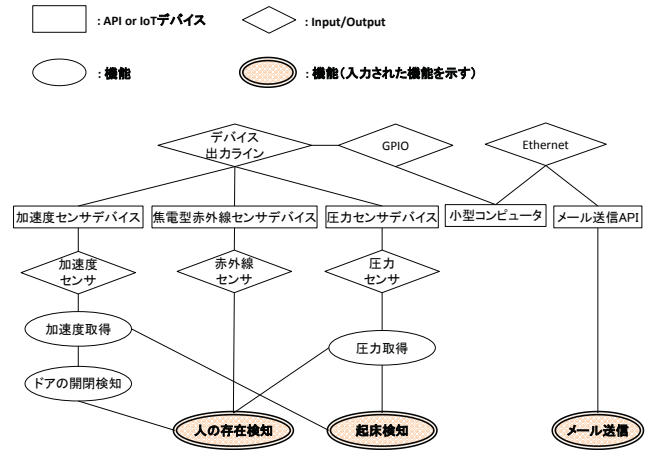 : API or IoTデバイス
: Input/Output
: 機能
: 機能(入力された機能を示す)
デバイス
出力ライン
GPIO
Ethernet
加速度センサデバイス
焦電型赤外線センサデバイス
圧力センサデバイス
小型コンピュータ
メール送信API
加速度
センサ
赤外線
センサ
圧力
センサ
加速度取得
圧力取得
ドアの開閉検知
人の存在検知
起床検知
メール送信